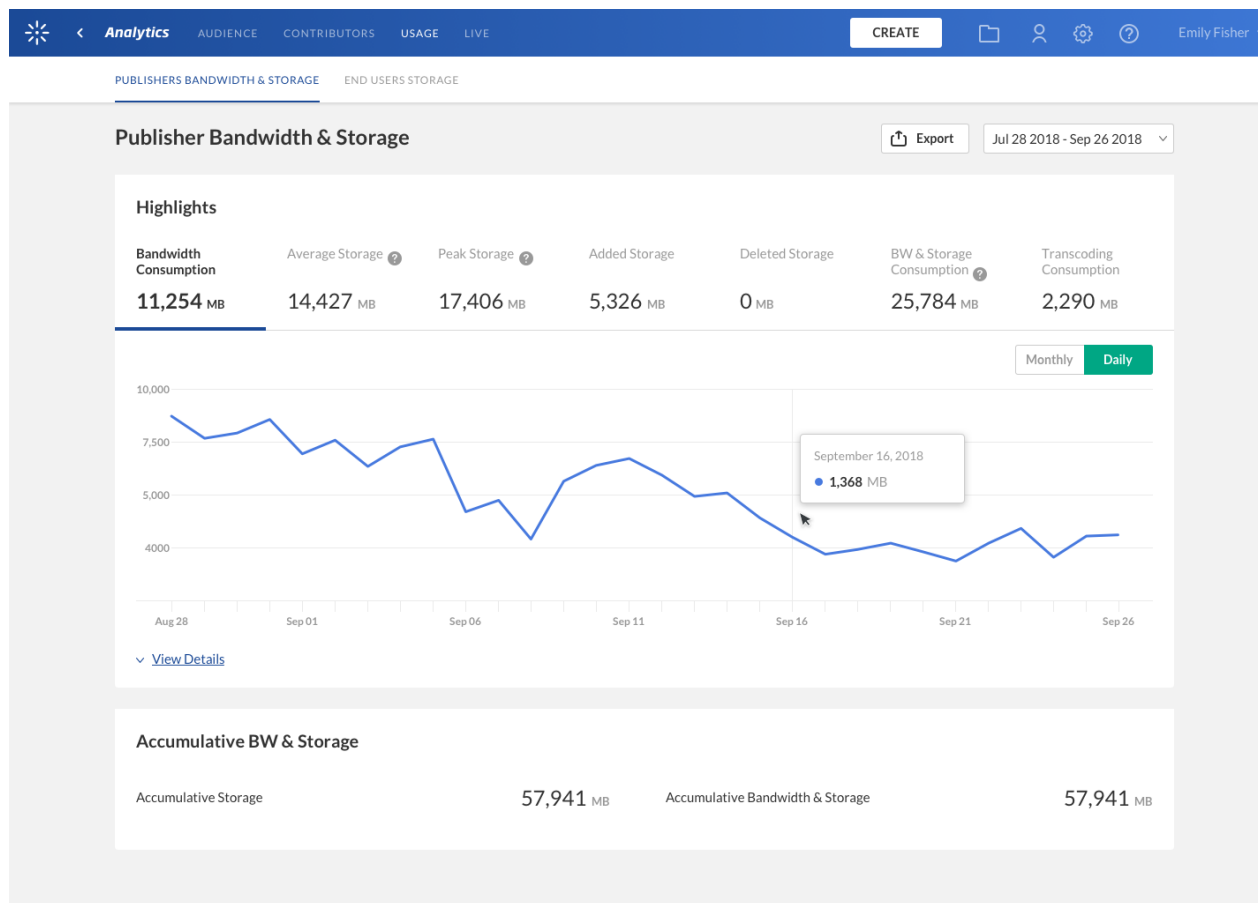 Analytics AUDIENCE CONTRIBUTORS USAGE LIVE CREATE Emily Fisher
PUBLISHERS BANDWIDTH & STORAGE END USERS STORAGE
Publisher Bandwidth & Storage
Export
Jul 28 2018 - Sep 26 2018
Highlights
Bandwidth Consumption
11,254 MB
Average Storage
14,427 MB
Peak Storage
17,406 MB
Added Storage
5,326 MB
Deleted Storage
0 MB
BW & Storage Consumption
25,784 MB
Transcoding Consumption
2,290 MB
Monthly Daily
10,000
7,500
5,000
4000
September 16, 2018
1,368 MB
Aug 28 Sep 01 Sep 06 Sep 11 Sep 16 Sep 21 Sep 26
View Details
Accumulative BW & Storage
Accumulative Storage 57,941 MB
Accumulative Bandwidth & Storage 57,941 MB